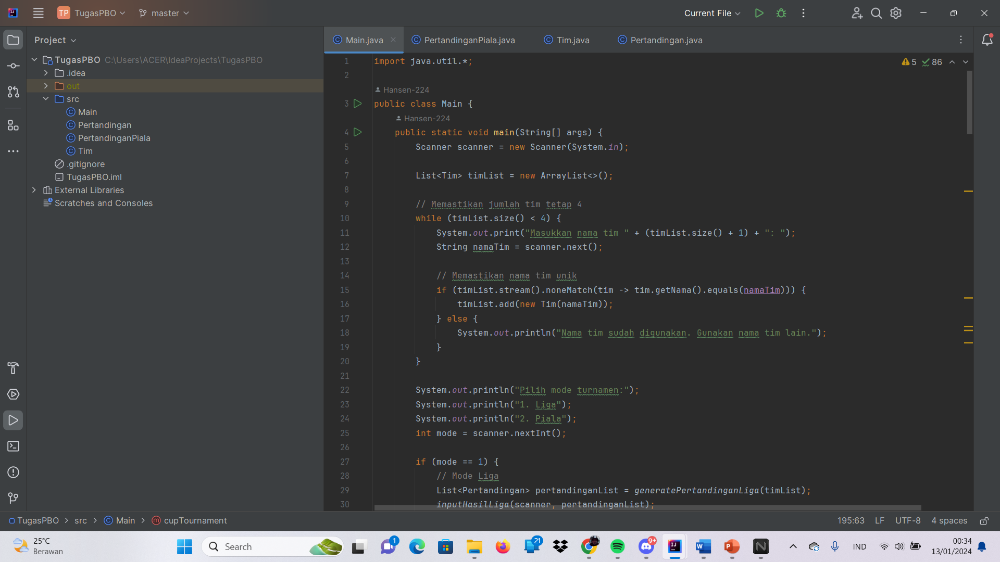 TP TugasPBO master Current File
Project
Main.java PertandinganPiala.java Tim.java Pertandingan.java
TugasPBO C:\Users\ACER\IdeaProjects\TugasPBO
.idea
out
src
Main
Pertandingan
PertandinganPiala
Tim
.gitignore
TugasPBO.iml
External Libraries
Scratches and Consoles
5 86
1 import java.util.*;
2
Hansen-224
3 public class Main {
Hansen-224
4 public static void main(String[] args) {
5 Scanner scanner = new Scanner(System.in);
6
7 List<Tim> timList = new ArrayList<>();
8
9 // Memastikan jumlah tim tetap 4
10 while (timList.size() < 4) {
11 System.out.print("Masukkan nama tim " + (timList.size() + 1) + ": ");
12 String namaTim = scanner.next();
13
14 // Memastikan nama tim unik
15 if (timList.stream().noneMatch(tim -> tim.getNama().equals(namaTim))) {
16 timList.add(new Tim(namaTim));
17 } else {
18 System.out.println("Nama tim sudah digunakan. Gunakan nama tim lain.");
19 }
20 }
21
22 System.out.println("Pilih mode turnamen:");
23 System.out.println("1. Liga");
24 System.out.println("2. Piala");
25 int mode = scanner.nextInt();
26
27 if (mode == 1) {
28 // Mode Liga
29 List<Pertandingan> pertandinganList = generatePertandinganLiga(timList);
30 inputHasilLiga(scanner, pertandinganList);
TugasPBO > src > Main > cupTournament 195:63 LF UTF-8 4 spaces
25°C
Berawan
Search
1
21
9+
IND
00:34
13/01/2024